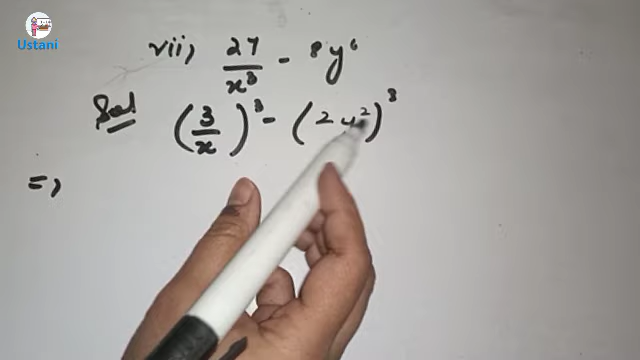 Ustani
vii, 27/x³ - 8y⁶
Sol (3/x)³ - (2y²)³
=>,